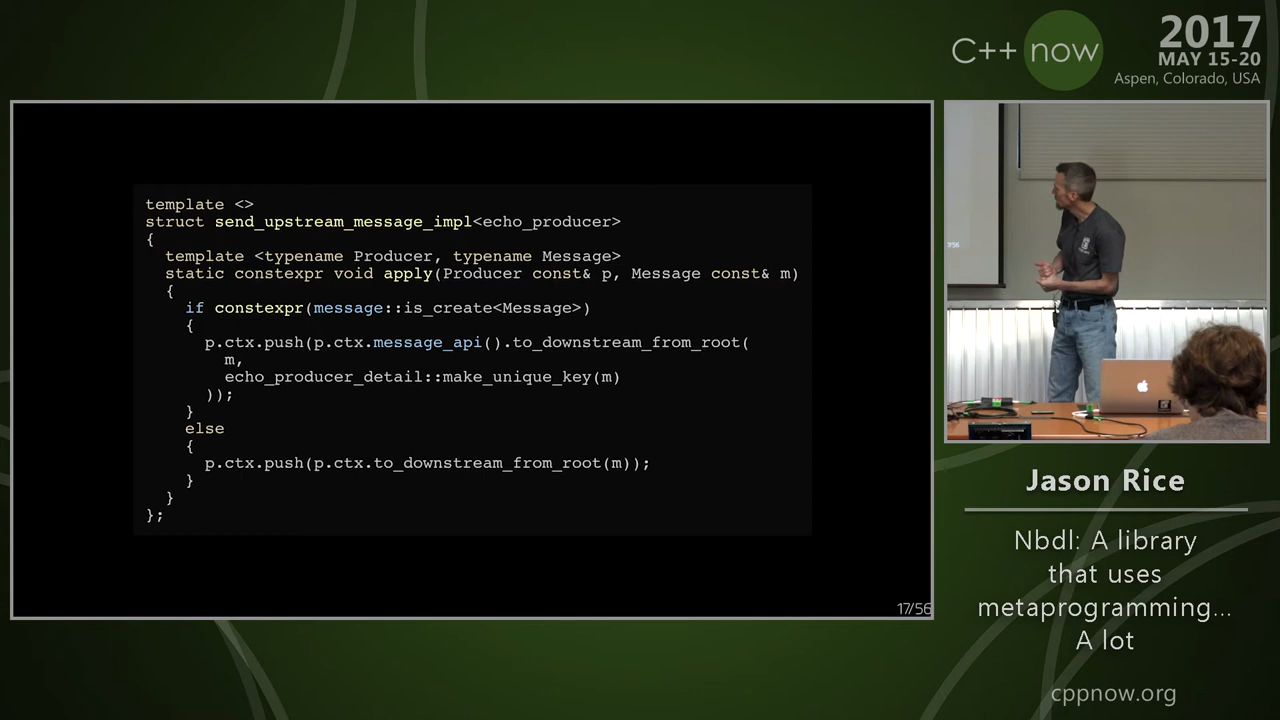 C++ now
2017
MAY 15-20
Aspen, Colorado, USA
template <>
struct send_upstream_message_impl<echo_producer>
{
template <typename Producer, typename Message>
static constexpr void apply(Producer const& p, Message const& m)
{
if constexpr(message::is_create<Message>)
{
p.ctx.push(p.ctx.message_api().to_downstream_from_root(
m,
echo_producer_detail::make_unique_key(m)
));
}
else
{
p.ctx.push(p.ctx.to_downstream_from_root(m));
}
}
};
17/56
Jason Rice
Nbdl: A library
that uses
metaprogramming...
A lot
cppnow.org